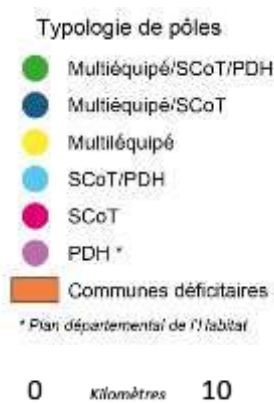 Typologie de pôles
Multiéquipé/SCoT/PDH
Multiéquipé/SCoT
Multiléquipé
SCoT/PDH
SCoT
PDH *
Communes déficitaires
* Plan départemental de l'Habitat
0 Kilomètres 10